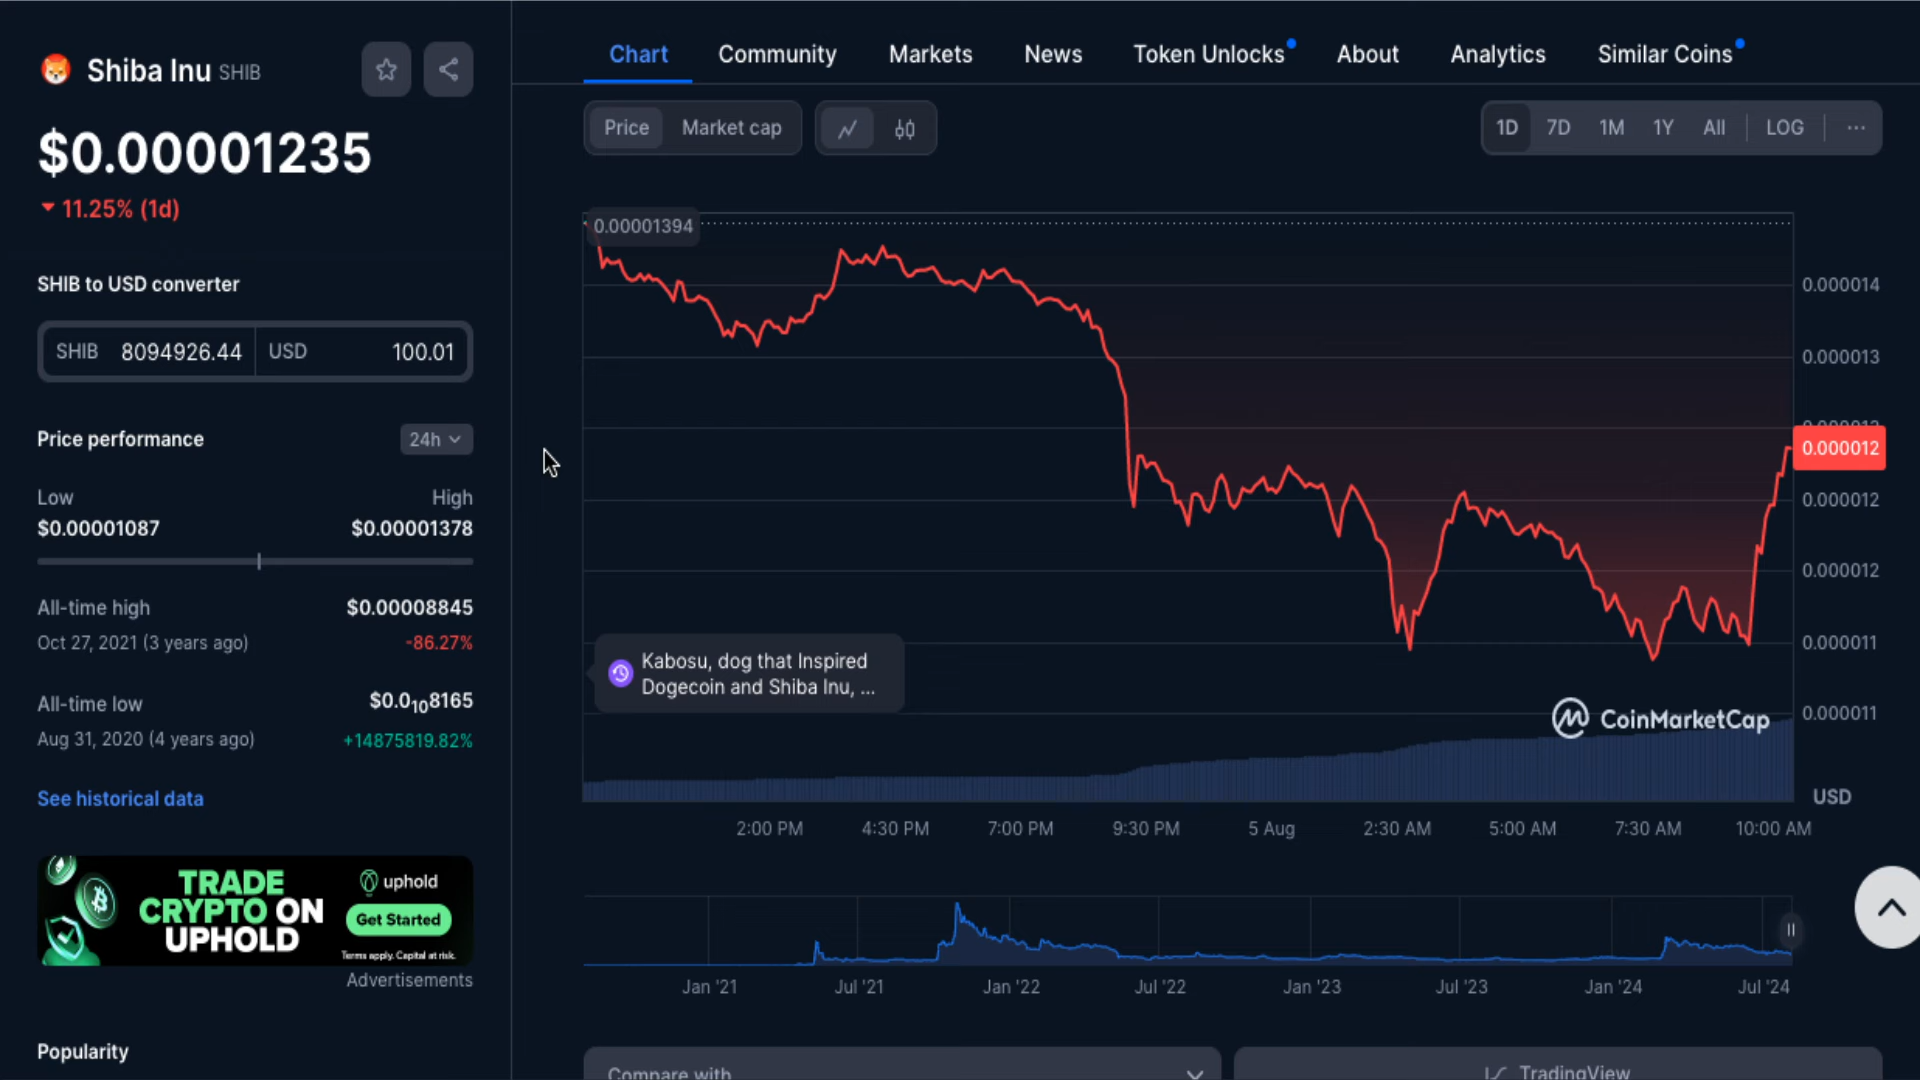 Shiba Inu SHIB
$0.00001235
11.25% (1d)
SHIB to USD converter
SHIB 8094926.44 USD 100.01
Price performance
24h
Low High
$0.00001087 $0.00001378
All-time high $0.00008845
Oct 27, 2021 (3 years ago) -86.27%
All-time low $0.0₁₀8165
Aug 31, 2020 (4 years ago) +14875819.82%
See historical data
TRADE
CRYPTO ON
UPHOLD
uphold
Get Started
Terms apply. Capital at risk.
Advertisements
Popularity
Chart Community Markets News Token Unlocks About Analytics Similar Coins
Price Market cap
1D 7D 1M 1Y All LOG ...
0.00001394
0.000014
0.000013
0.000012
0.000012
0.000012
0.000011
0.000011
Kabosu, dog that Inspired
Dogecoin and Shiba Inu, ...
CoinMarketCap
USD
2:00 PM 4:30 PM 7:00 PM 9:30 PM 5 Aug 2:30 AM 5:00 AM 7:30 AM 10:00 AM
Jan '21 Jul '21 Jan '22 Jul '22 Jan '23 Jul '23 Jan '24 Jul '24
Compare with
TradingView